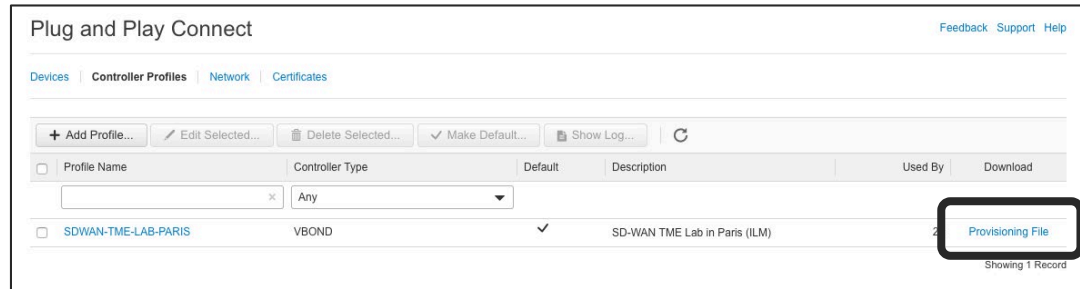 Plug and Play Connect
Feedback Support Help
Devices | Controller Profiles | Network | Certificates
+ Add Profile... Edit Selected... Delete Selected... Make Default... Show Log...
Profile Name Controller Type Default Description Used By Download
× Any
SDWAN-TME-LAB-PARIS VBOND SD-WAN TME Lab in Paris (ILM) Provisioning File
Showing 1 Record